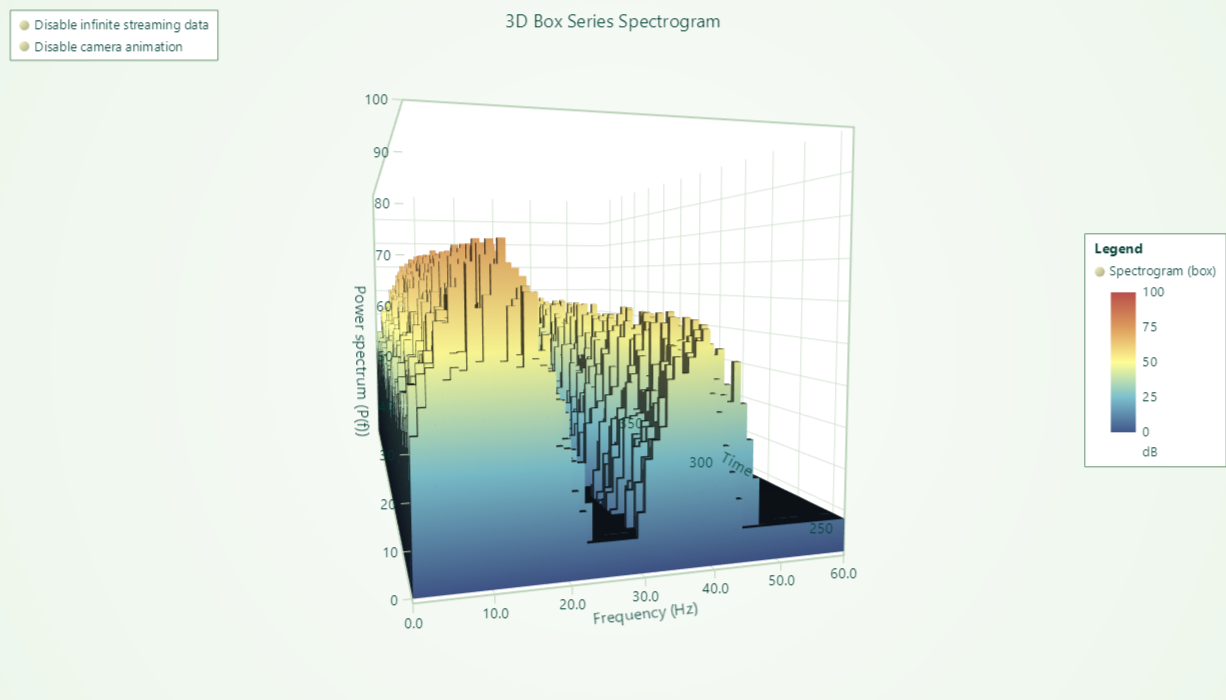 Disable infinite streaming data
Disable camera animation
3D Box Series Spectrogram
100
90
80
70
60
50
20
10
0
Power spectrum (P(f))
0.0
10.0
20.0
30.0
40.0
50.0
60.0
Frequency (Hz)
350
300
250
Time
Legend
Spectrogram (box)
100
75
50
25
0
dB